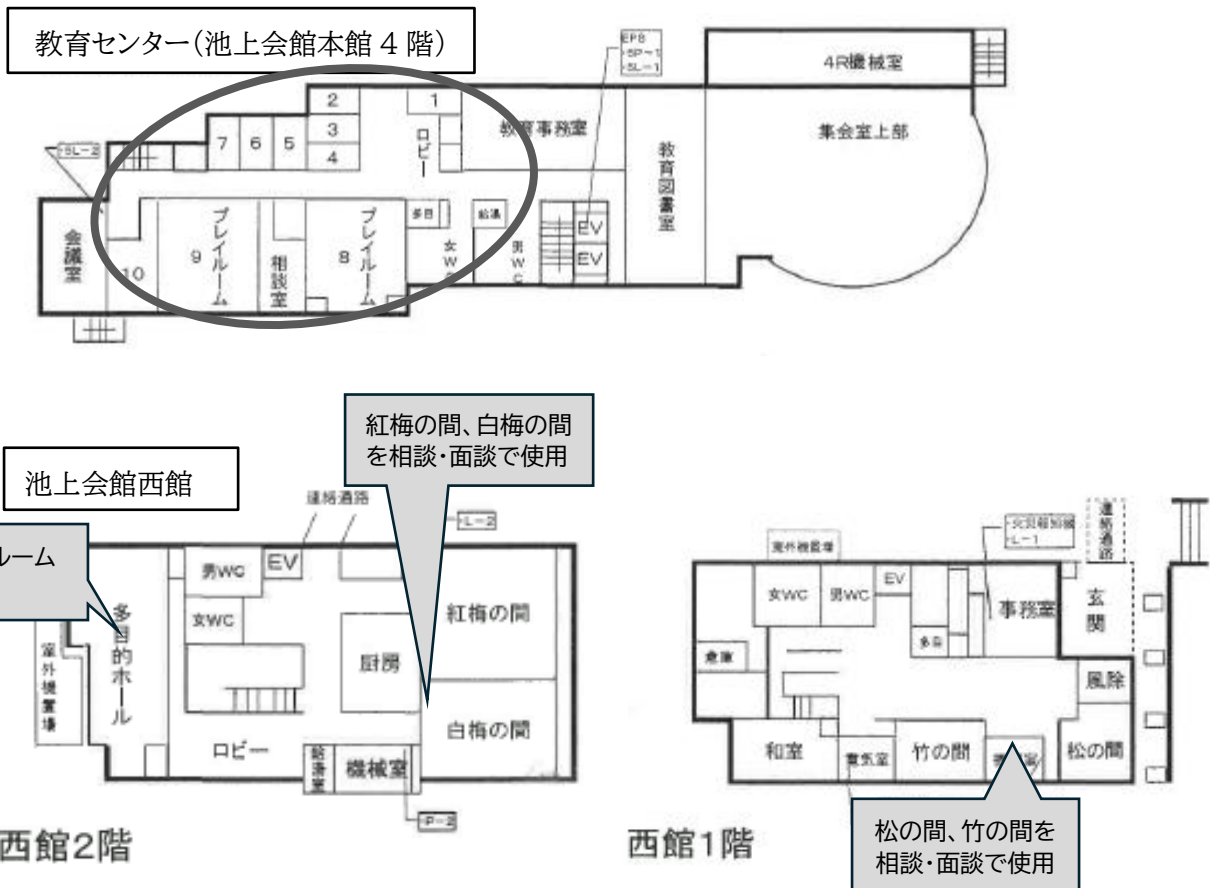 教育センター(池上会館本館4階)
EPS
4R機械室
2
1
3
4
7
6
5
ロビー
教育事務室
教育図書室
集会室上部
会議室
10
9
プレイルーム
相談室
8
プレイルーム
多目
給湯
女WC
男WC
EV
EV
紅梅の間、白梅の間
を相談・面談で使用
池上会館西館
連絡通路
ルーム
多目的ホール
室外機置場
男WC
EV
女WC
厨房
紅梅の間
白梅の間
ロビー
給湯室
機械室
西館2階
室外機置場
連絡通路
女WC
男WC
EV
多目
事務室
玄関
倉庫
風除
和室
電気室
竹の間
松の間
西館1階
松の間、竹の間を
相談・面談で使用